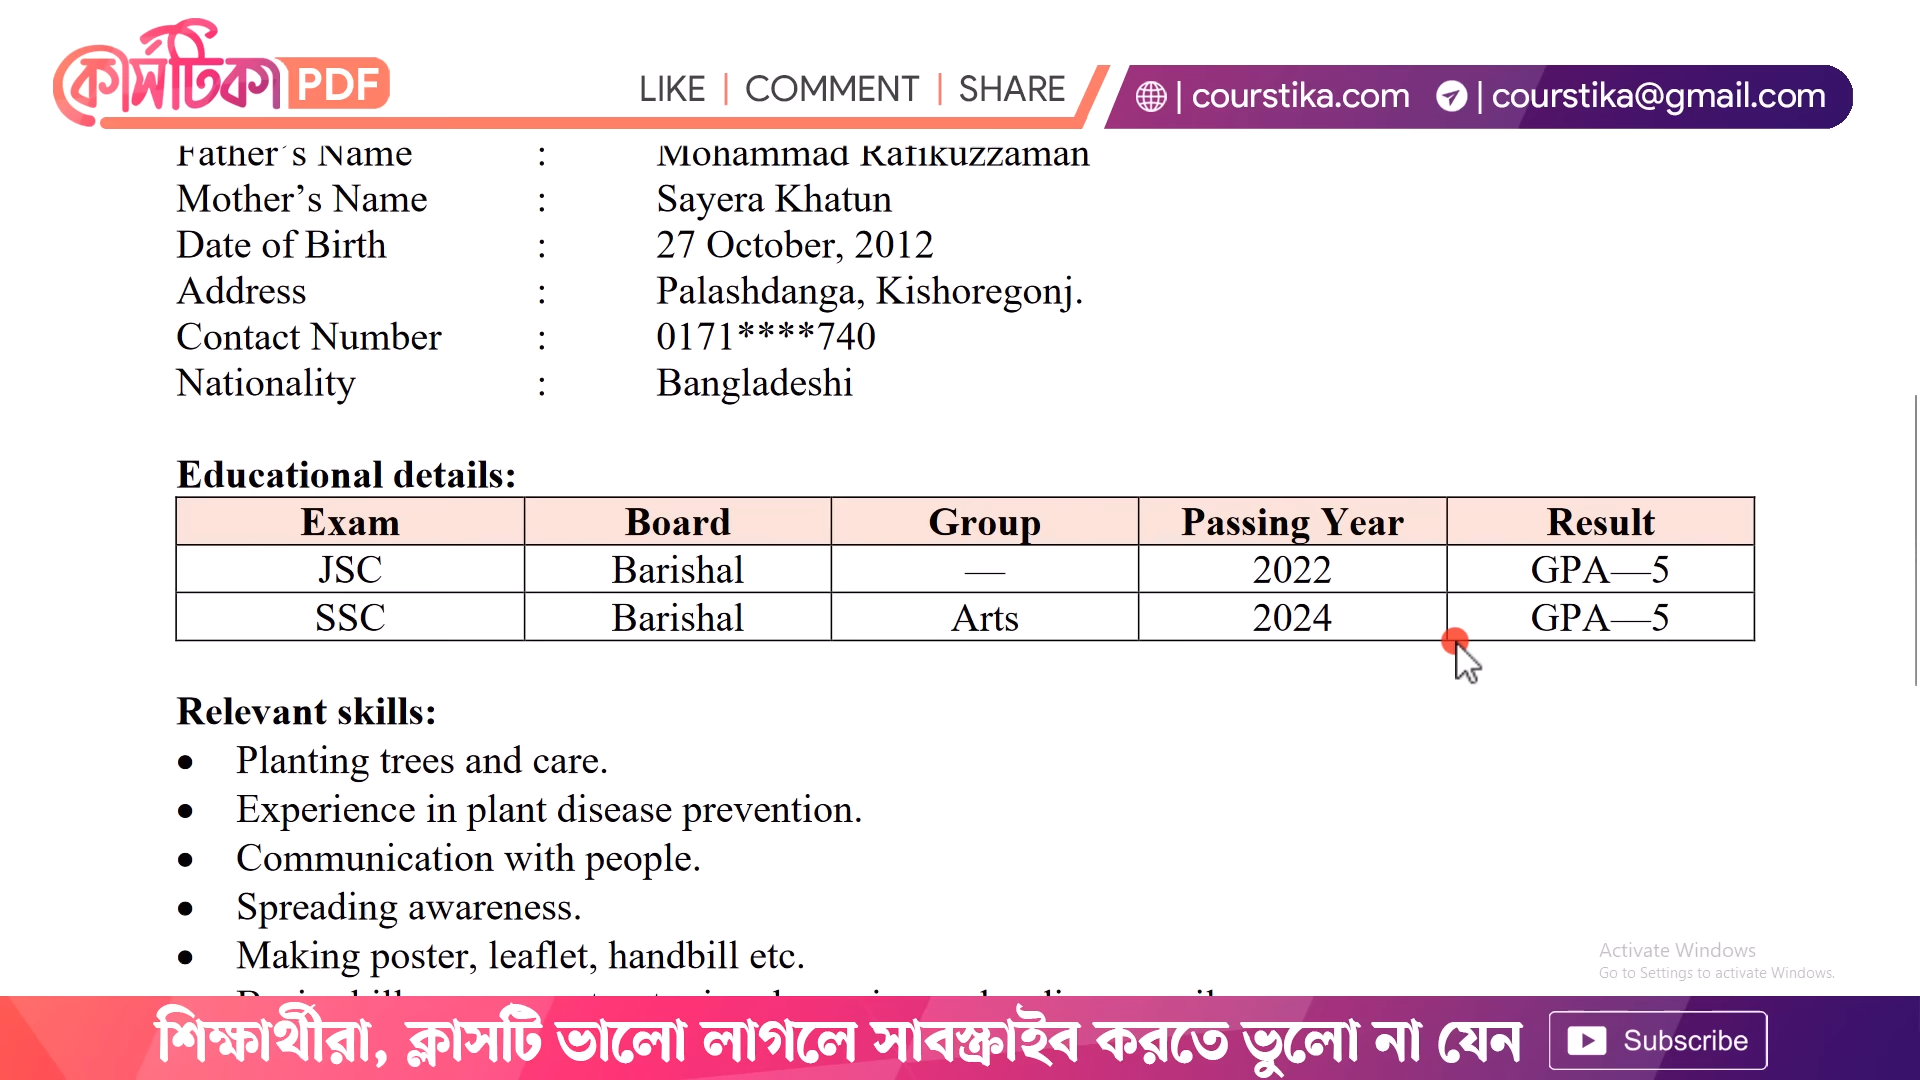 কোর্সটিকা PDF
LIKE | COMMENT | SHARE
| courstika.com | courstika@gmail.com
Father's Name : Mohammad Rafikuzzaman
Mother’s Name : Sayera Khatun
Date of Birth : 27 October, 2012
Address : Palashdanga, Kishoregonj.
Contact Number : 0171****740
Nationality : Bangladeshi
Educational details:
Exam Board Group Passing Year Result
JSC Barishal — 2022 GPA—5
SSC Barishal Arts 2024 GPA—5
Relevant skills:
• Planting trees and care.
• Experience in plant disease prevention.
• Communication with people.
• Spreading awareness.
• Making poster, leaflet, handbill etc.
Activate Windows
Go to Settings to activate Windows.
শিক্ষার্থীরা, ক্লাসটি ভালো লাগলে সাবস্ক্রাইব করতে ভুলো না যেন
Subscribe